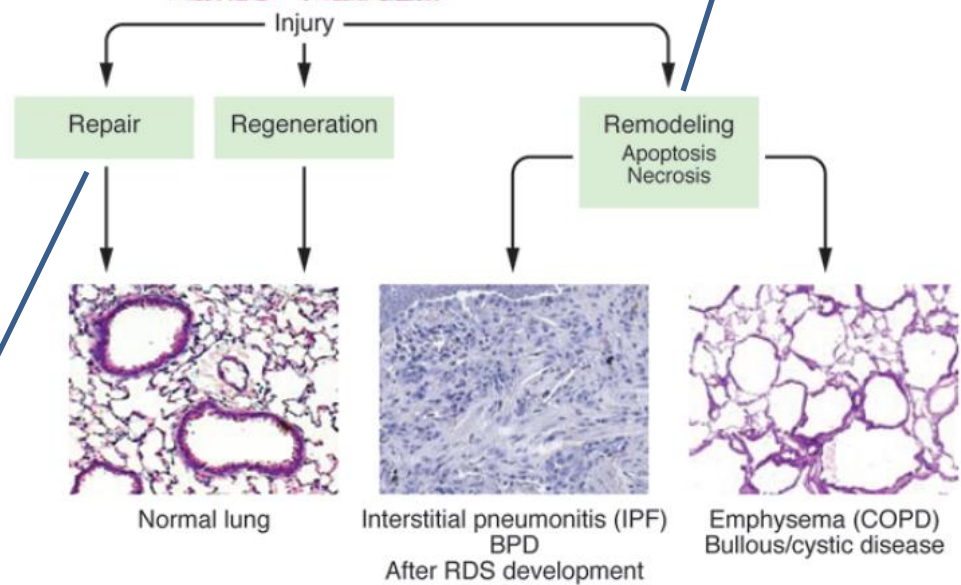 Injury
Repair
Regeneration
Remodeling
Apoptosis
Necrosis
Normal lung
Interstitial pneumonitis (IPF)
BPD
After RDS development
Emphysema (COPD)
Bullous/cystic disease